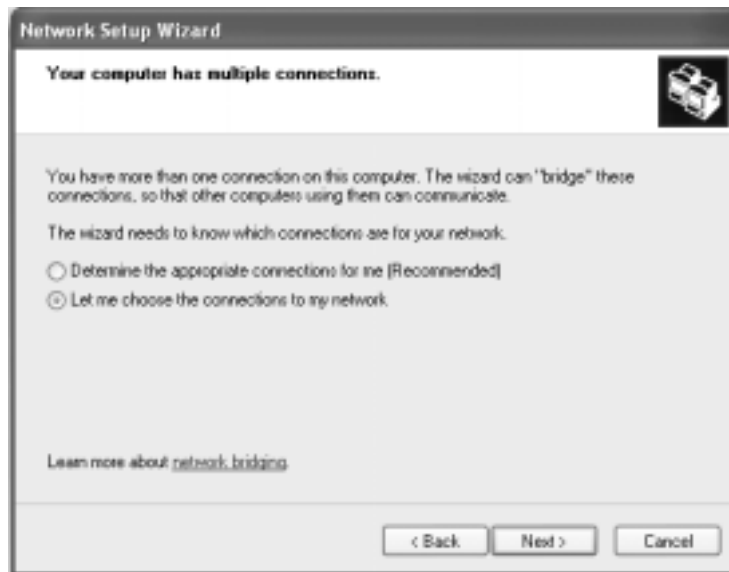 Network Setup Wizard
Your computer has multiple connections.
You have more than one connection on this computer. The wizard can "bridge" these
connections, so that other computers using them can communicate.
The wizard needs to know which connections are for your network.
Determine the appropriate connections for me (Recommended)
Let me choose the connections to my network
Learn more about network bridging.
< Back Next > Cancel